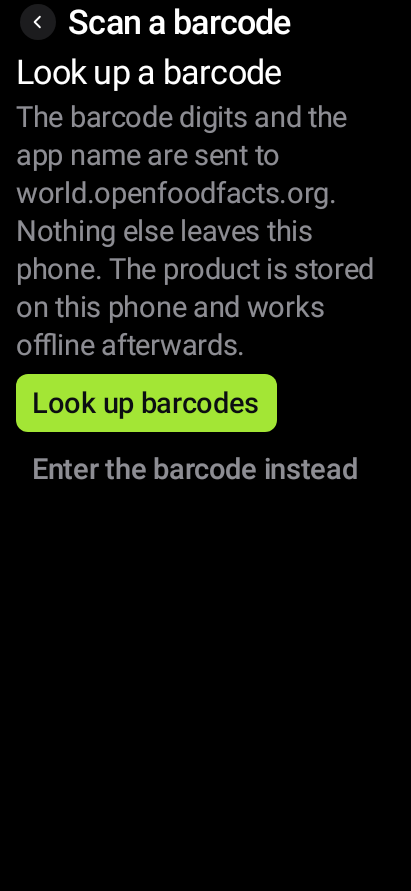 Scan a barcode
Look up a barcode
The barcode digits and the
app name are sent to
world.openfoodfacts.org.
Nothing else leaves this
phone. The product is stored
on this phone and works
offline afterwards.
Look up barcodes
Enter the barcode instead